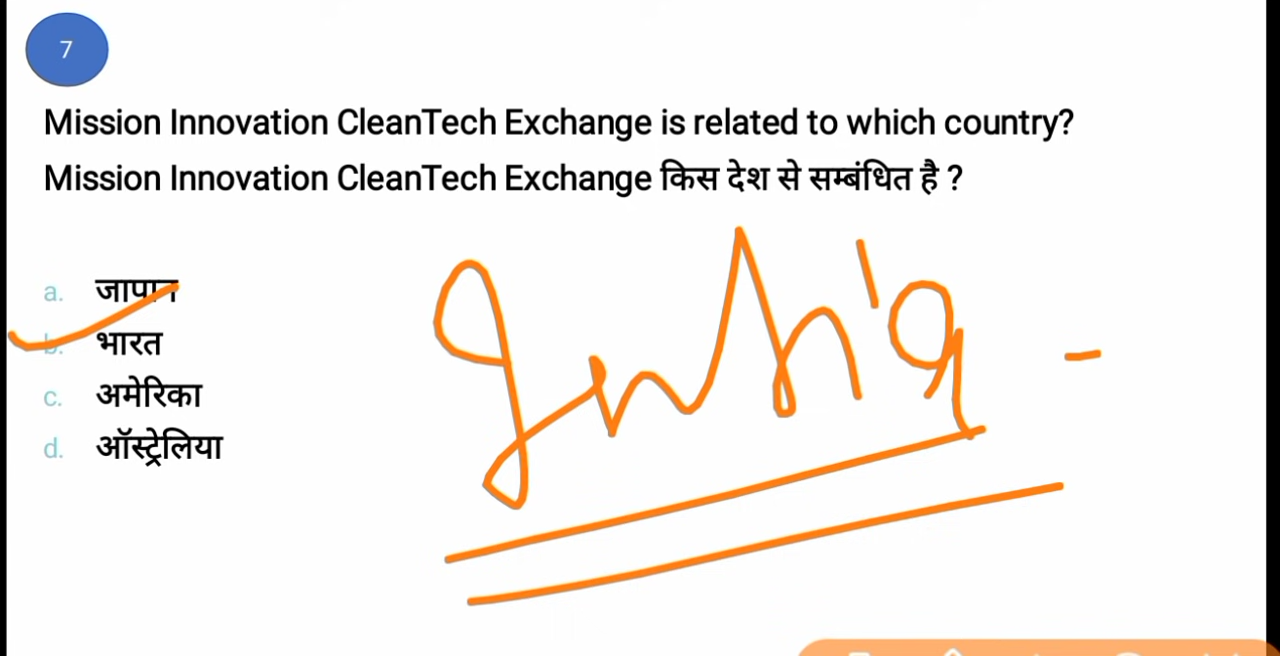 7
Mission Innovation CleanTech Exchange is related to which country?
Mission Innovation CleanTech Exchange किस देश से सम्बंधित है ?
a. जापान
b. भारत
c. अमेरिका
d. ऑस्ट्रेलिया
India -